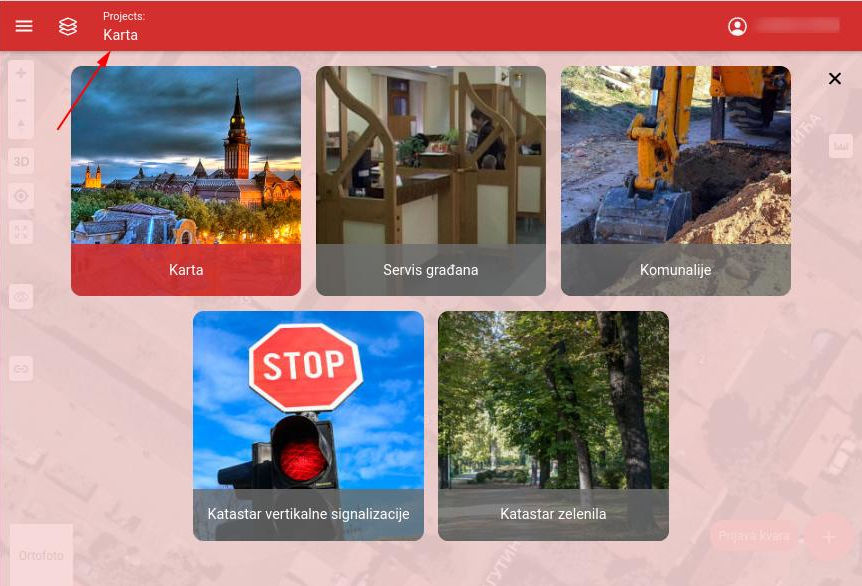 Projects:
Karta
3D
Karta
Servis građana
Komunalije
STOP
Katastar vertikalne signalizacije
Katastar zelenila
Prijava kvara
Ortofoto